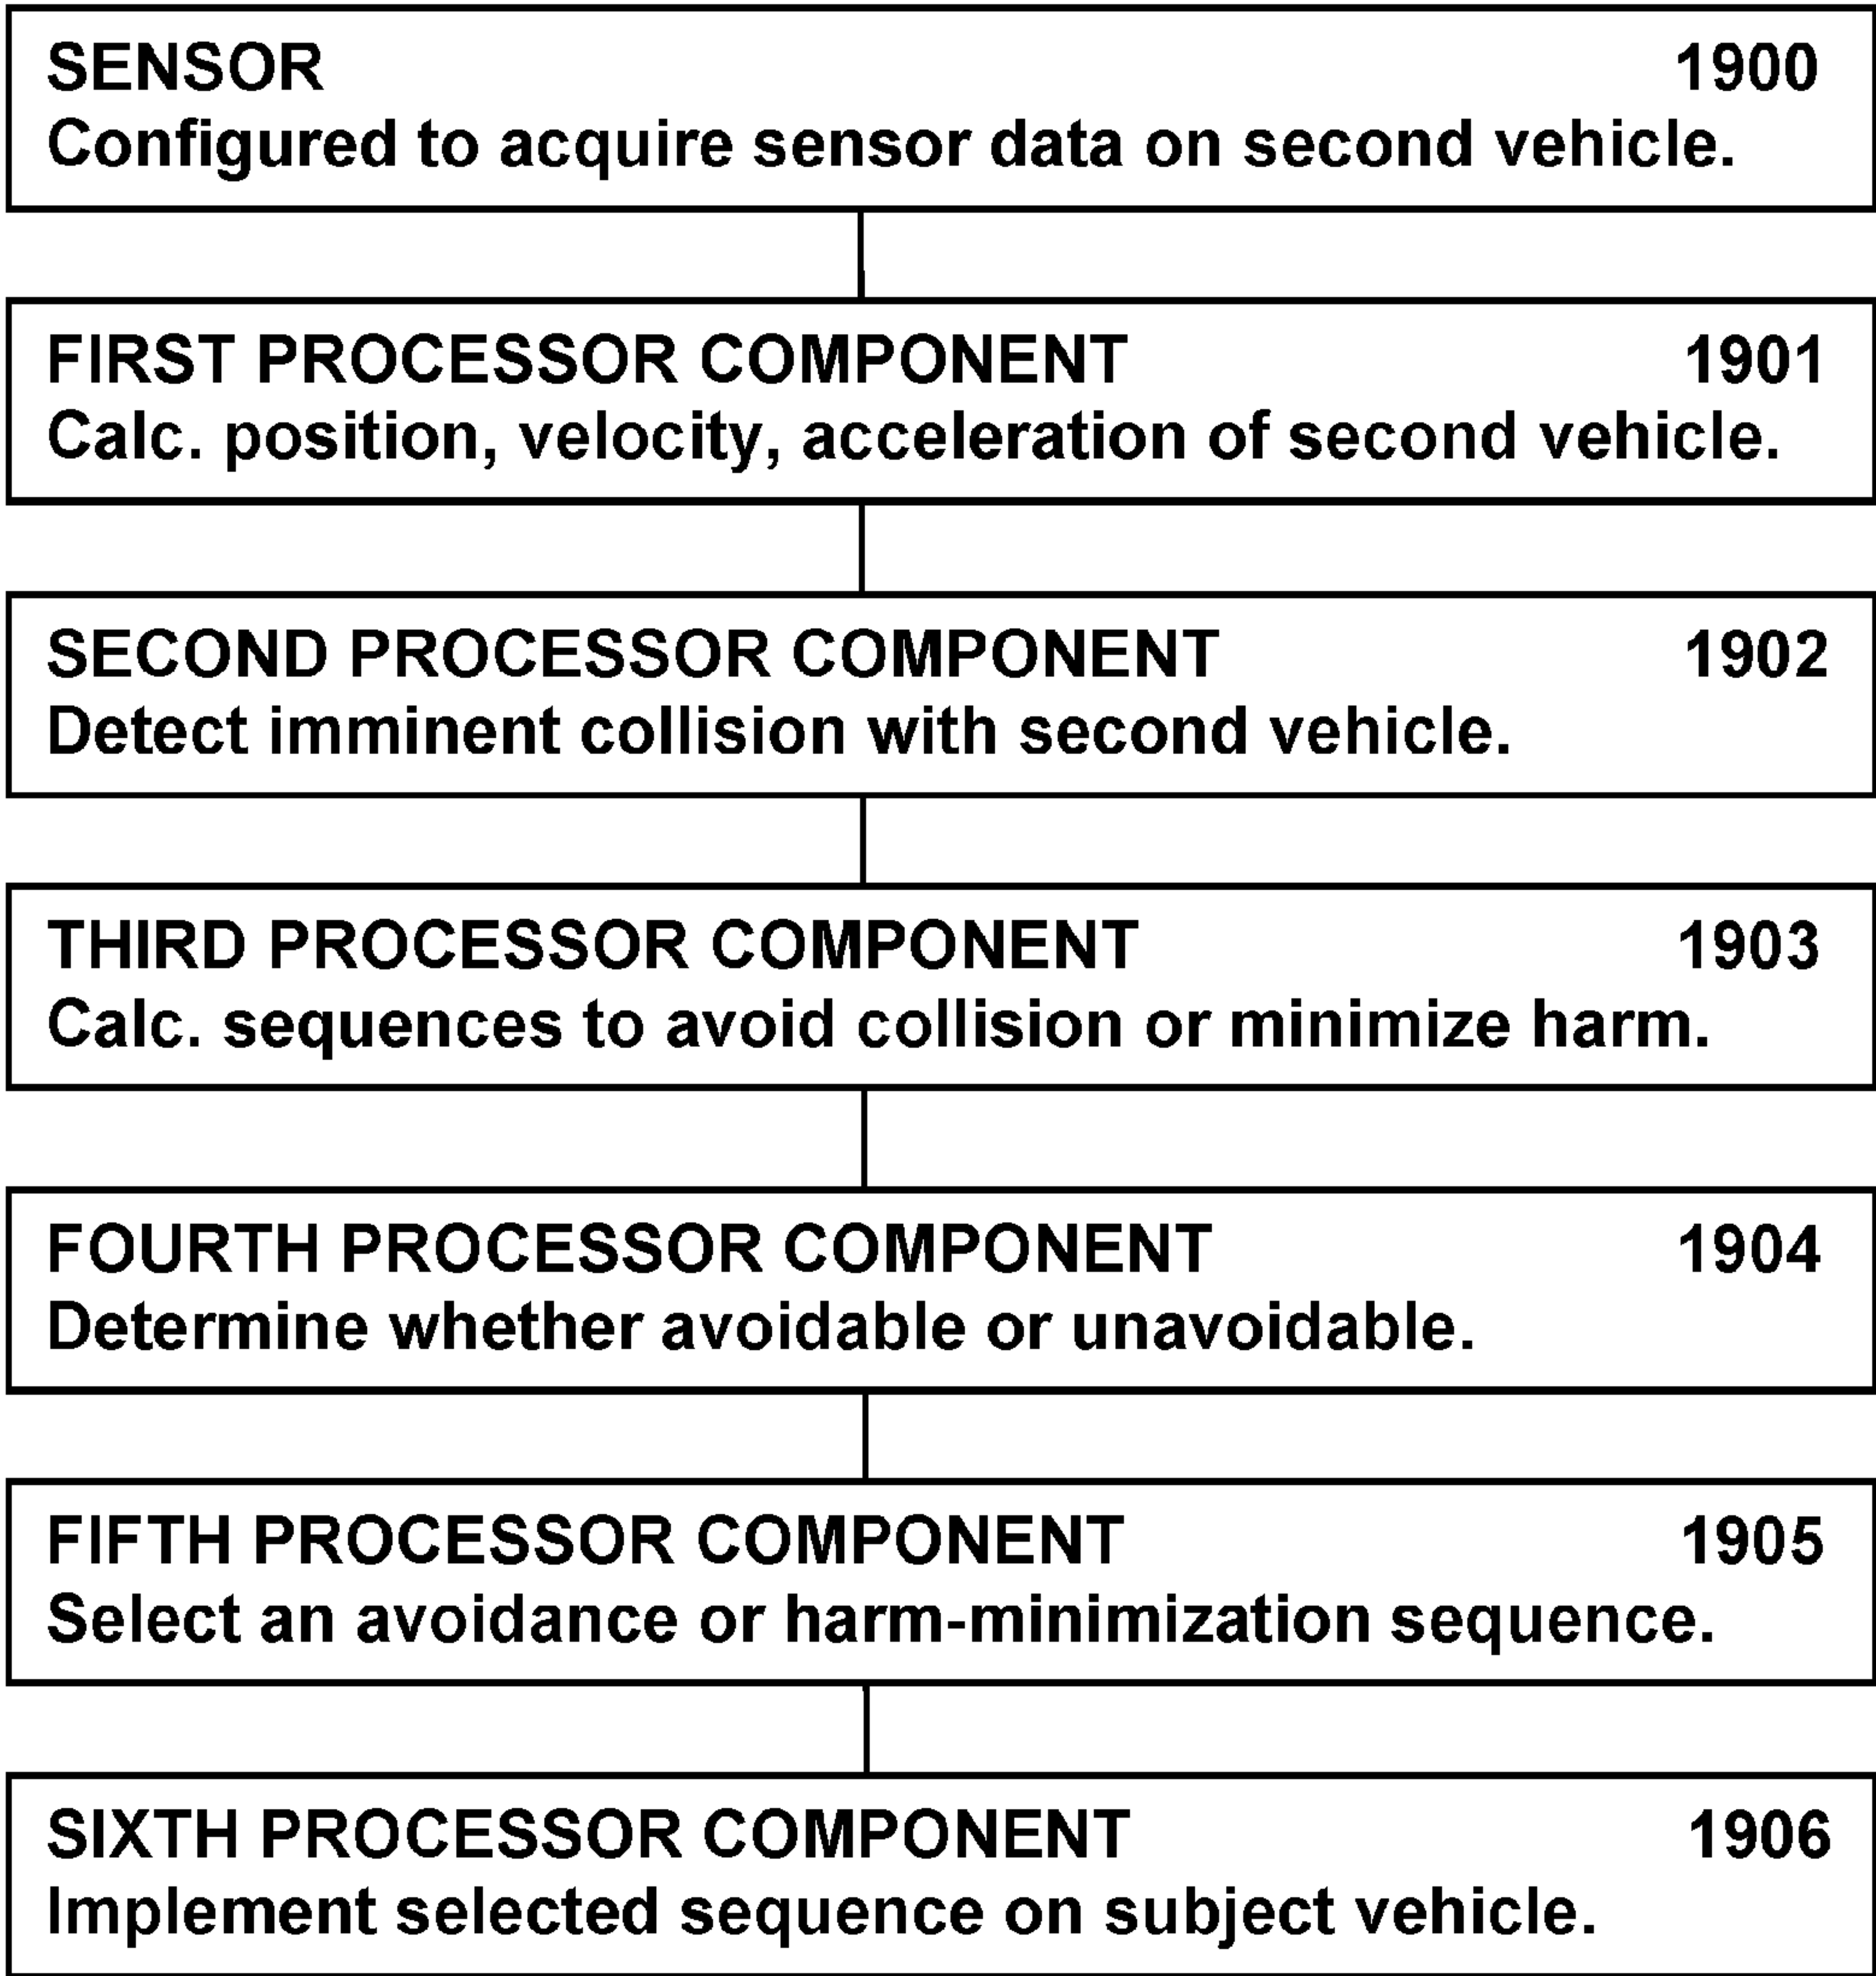 SENSOR 1900
Configured to acquire sensor data on second vehicle.
FIRST PROCESSOR COMPONENT 1901
Calc. position, velocity, acceleration of second vehicle.
SECOND PROCESSOR COMPONENT 1902
Detect imminent collision with second vehicle.
THIRD PROCESSOR COMPONENT 1903
Calc. sequences to avoid collision or minimize harm.
FOURTH PROCESSOR COMPONENT 1904
Determine whether avoidable or unavoidable.
FIFTH PROCESSOR COMPONENT 1905
Select an avoidance or harm-minimization sequence.
SIXTH PROCESSOR COMPONENT 1906
Implement selected sequence on subject vehicle.